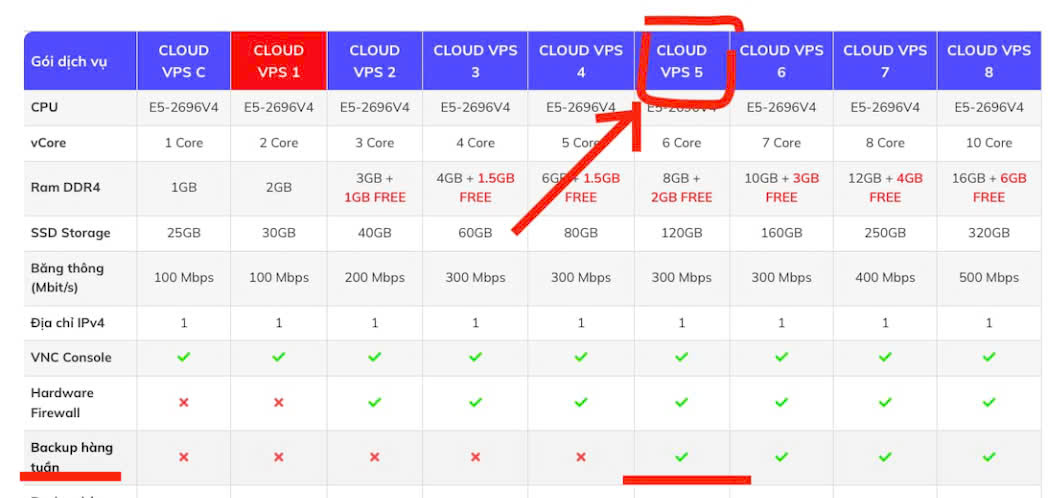 Gói dịch vụ CLOUD VPS C CLOUD VPS 1 CLOUD VPS 2 CLOUD VPS 3 CLOUD VPS 4 CLOUD VPS 5 CLOUD VPS 6 CLOUD VPS 7 CLOUD VPS 8
CPU E5-2696V4 E5-2696V4 E5-2696V4 E5-2696V4 E5-2696V4 E5-2696V4 E5-2696V4 E5-2696V4 E5-2696V4
vCore 1 Core 2 Core 3 Core 4 Core 5 Core 6 Core 7 Core 8 Core 10 Core
Ram DDR4 1GB 2GB 3GB + 1GB FREE 4GB + 1.5GB FREE 6GB + 1.5GB FREE 8GB + 2GB FREE 10GB + 3GB FREE 12GB + 4GB FREE 16GB + 6GB FREE
SSD Storage 25GB 30GB 40GB 60GB 80GB 120GB 160GB 250GB 320GB
Băng thông (Mbit/s) 100 Mbps 100 Mbps 200 Mbps 300 Mbps 300 Mbps 300 Mbps 300 Mbps 400 Mbps 500 Mbps
Địa chỉ IPv4 1 1 1 1 1 1 1 1 1
VNC Console ✓ ✓ ✓ ✓ ✓ ✓ ✓ ✓ ✓
Hardware Firewall × × ✓ ✓ ✓ ✓ ✓ ✓ ✓
Backup hàng tuần × × × × × ✓ ✓ ✓ ✓